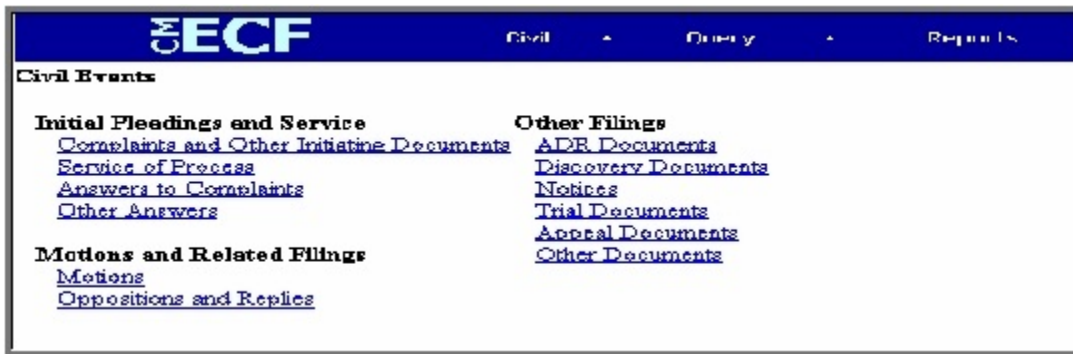 CM ECF Civil Query Reports
Civil Events
Initial Pleadings and Service
Complaints and Other Initiating Documents
Service of Process
Answers to Complaints
Other Answers
Motions and Related Filings
Motions
Oppositions and Replies
Other Filings
ADR Documents
Discovery Documents
Notices
Trial Documents
Appeal Documents
Other Documents